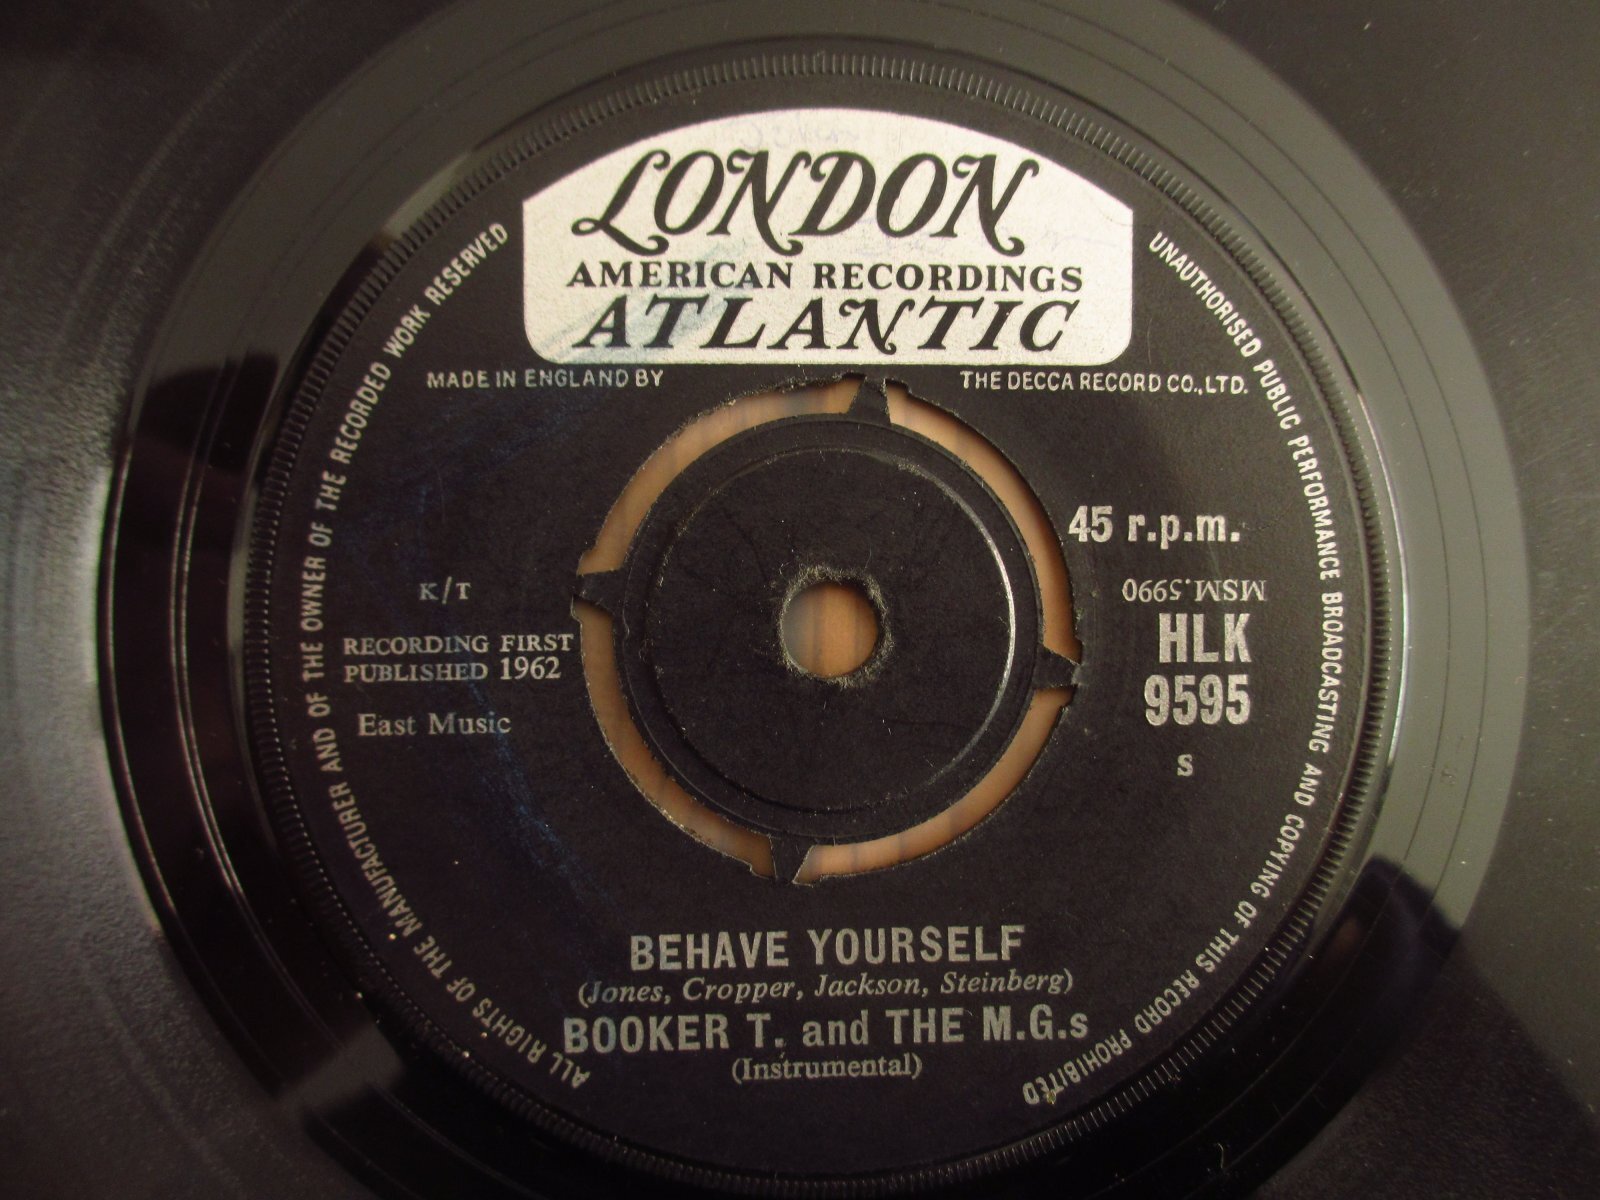 LONDON
AMERICAN RECORDINGS
ATLANTIC
MADE IN ENGLAND BY THE DECCA RECORD CO., LTD.
ALL RIGHTS OF THE MANUFACTURER AND OF THE OWNER OF THE RECORDED WORK RESERVED
UNAUTHORISED PUBLIC PERFORMANCE BROADCASTING AND COPYING OF THIS RECORD PROHIBITED
45 r.p.m.
MSM.5990
HLK
9595
S
K/T
RECORDING FIRST
PUBLISHED 1962
East Music
BEHAVE YOURSELF
(Jones, Cropper, Jackson, Steinberg)
BOOKER T. and THE M.G.s
(Instrumental)